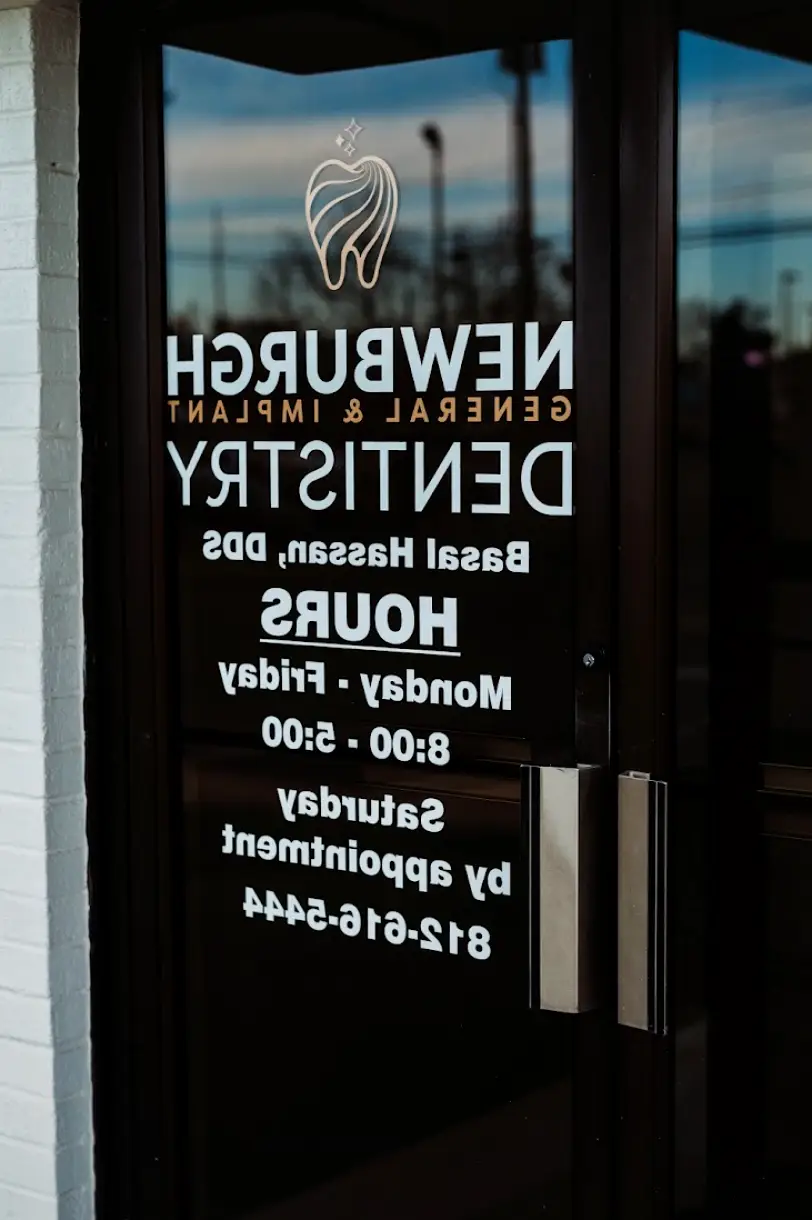 NEWBURGH
GENERAL & IMPLANT
DENTISTRY
Basal Hassan, DDS
HOURS
Monday - Friday
8:00 - 5:00
Saturday
by appointment
812-616-5444